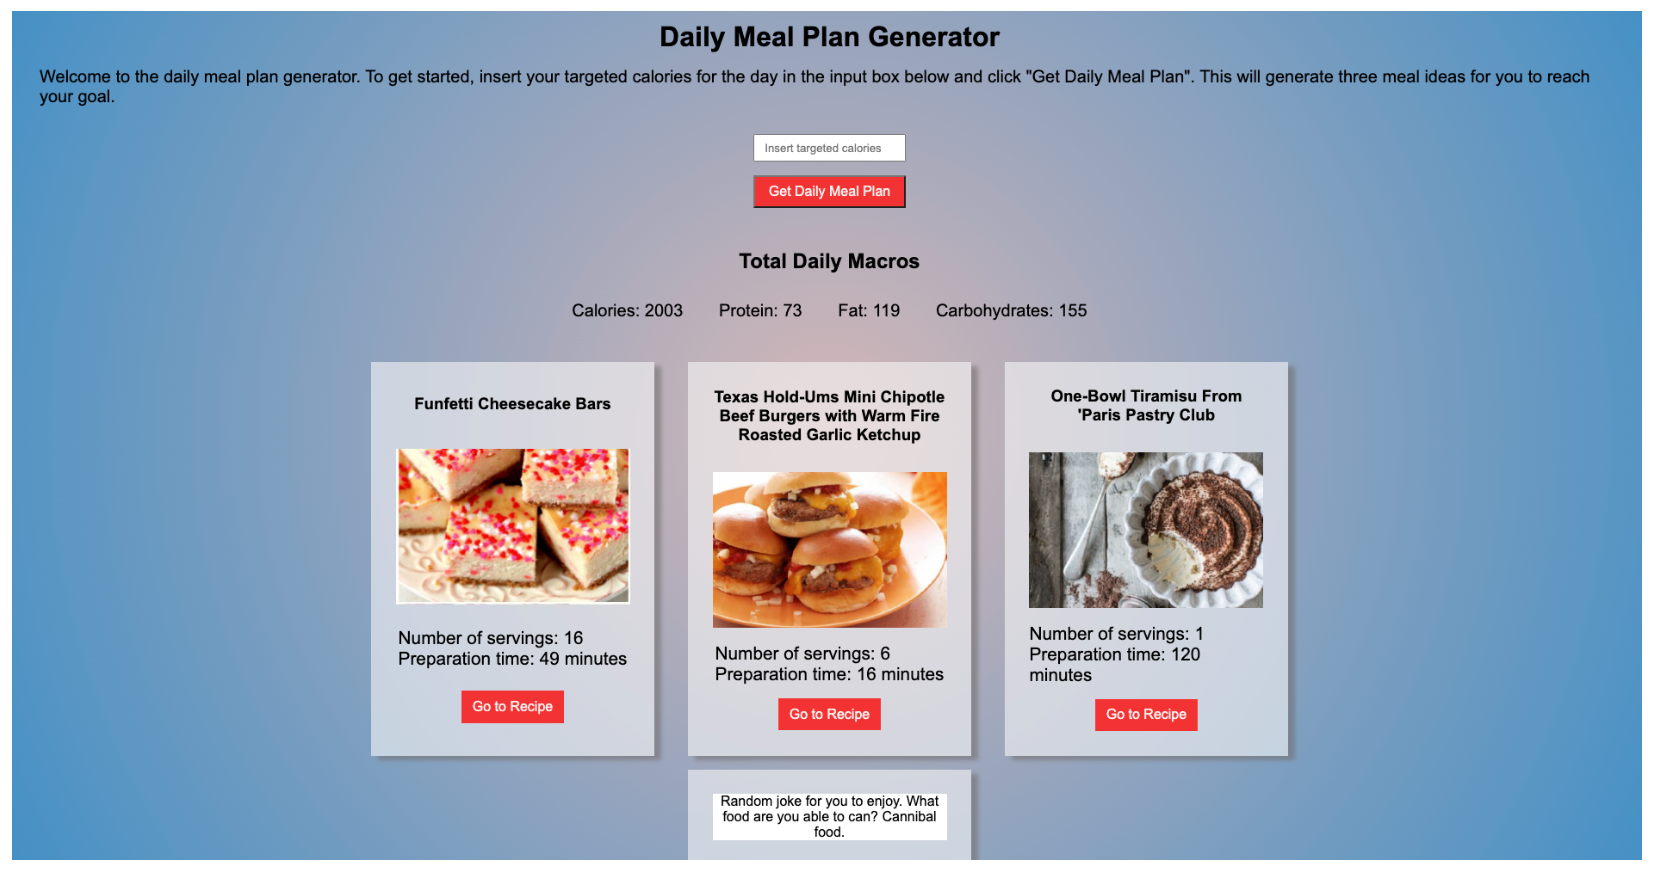 Daily Meal Plan Generator
Welcome to the daily meal plan generator. To get started, insert your targeted calories for the day in the input box below and click "Get Daily Meal Plan". This will generate three meal ideas for you to reach
your goal.
Insert targeted calories
Get Daily Meal Plan
Total Daily Macros
Calories: 2003 Protein: 73 Fat: 119 Carbohydrates: 155
Funfetti Cheesecake Bars
Number of servings: 16
Preparation time: 49 minutes
Go to Recipe
Texas Hold-Ums Mini Chipotle
Beef Burgers with Warm Fire
Roasted Garlic Ketchup
Number of servings: 6
Preparation time: 16 minutes
Go to Recipe
One-Bowl Tiramisu From
'Paris Pastry Club
Number of servings: 1
Preparation time: 120
minutes
Go to Recipe
Random joke for you to enjoy. What
food are you able to can? Cannibal
food.